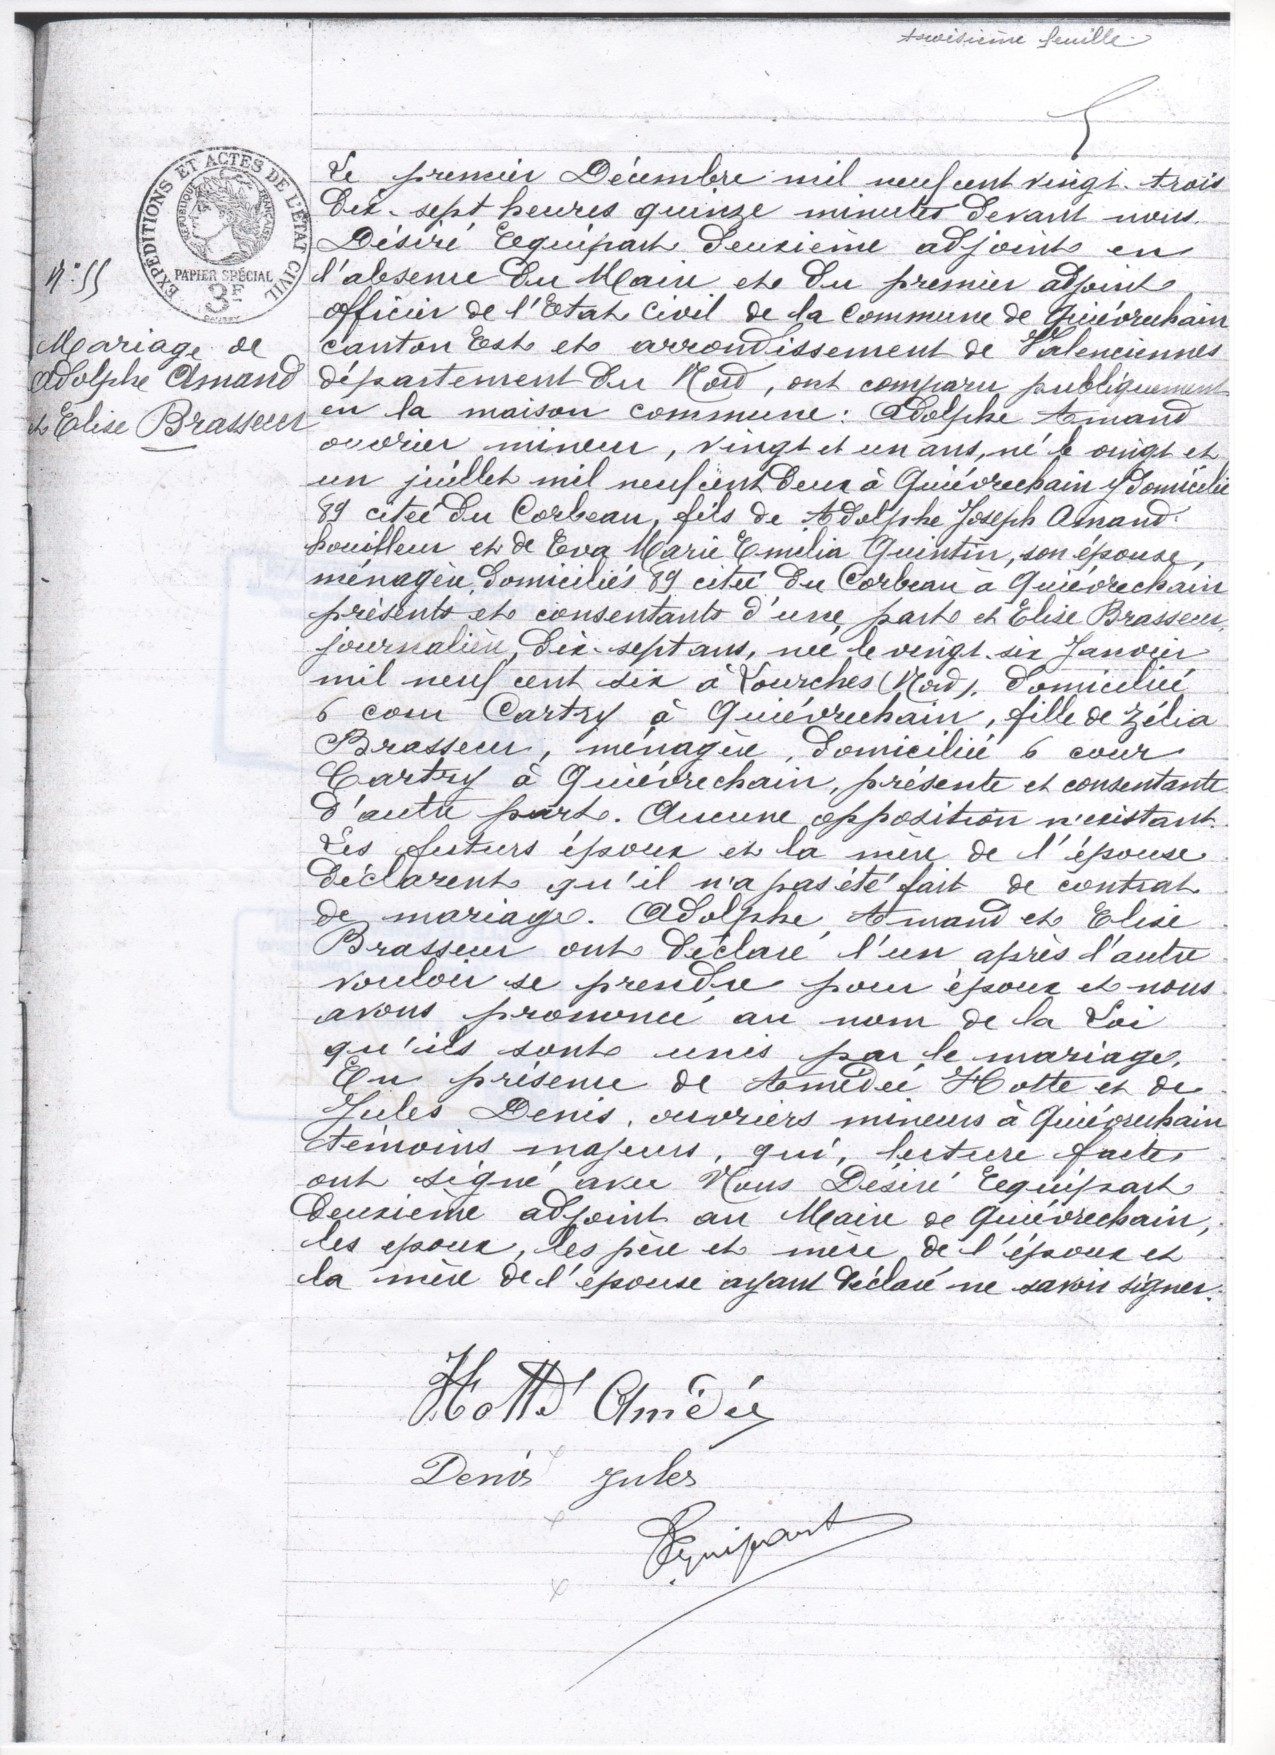 troisième feuille
EXPÉDITIONS ET ACTES DE L'ÉTAT CIVIL
RÉPUBLIQUE FRANÇAISE
PAPIER SPÉCIAL
3F
N° 55
Mariage de
Adolphe Amand
et Elise Brasseur
Le premier Décembre mil neuf cent vingt-trois
dix-sept heures quinze minutes devant nous
Désiré Lequipart deuxième adjoint en
l'absence du Maire et du premier adjoint
officier de l'Etat Civil de la Commune de Quiévrechain
canton Est et arrondissement de Valenciennes
département du Nord, ont comparu publiquement
en la maison commune : Adolphe Amand
ouvrier mineur, vingt et un ans, né le vingt et
un juillet mil neuf cent deux à Quiévrechain y domicilié
89 citée du Corbeau, fils de Adolphe Joseph Amand
houilleur et de Eva Marie Emilia Quintin, son épouse,
ménagère, domiciliés 89 citée du Corbeau à Quiévrechain
présents et consentants d'une part et Elise Brasseur,
journalière, dix-sept ans, née le vingt-six Janvier
mil neuf cent six à Lourches (Nord), domiciliée
6 cour Cartry à Quiévrechain, fille de Zélia
Brasseur, ménagère, domiciliée 6 cour
Cartry à Quiévrechain, présente et consentante
d'autre part. Aucune opposition n'existant.
Les futurs époux et la mère de l'épouse
déclarent qu'il n'a pas été fait de contrat
de mariage. Adolphe Amand et Elise
Brasseur ont déclaré l'un après l'autre
vouloir se prendre pour époux et nous
avons prononcé au nom de la Loi
qu'ils sont unis par le mariage.
En présence de Amédée Hotte et de
Jules Denis, ouvriers mineurs à Quiévrechain
témoins majeurs, qui, lecture faite,
ont signé avec Nous Désiré Lequipart
deuxième adjoint au Maire de Quiévrechain,
les époux, les père et mère de l'époux et
la mère de l'épouse ayant déclaré ne savoir signer.
Hotte Amédée
Denis Jules
Lequipart